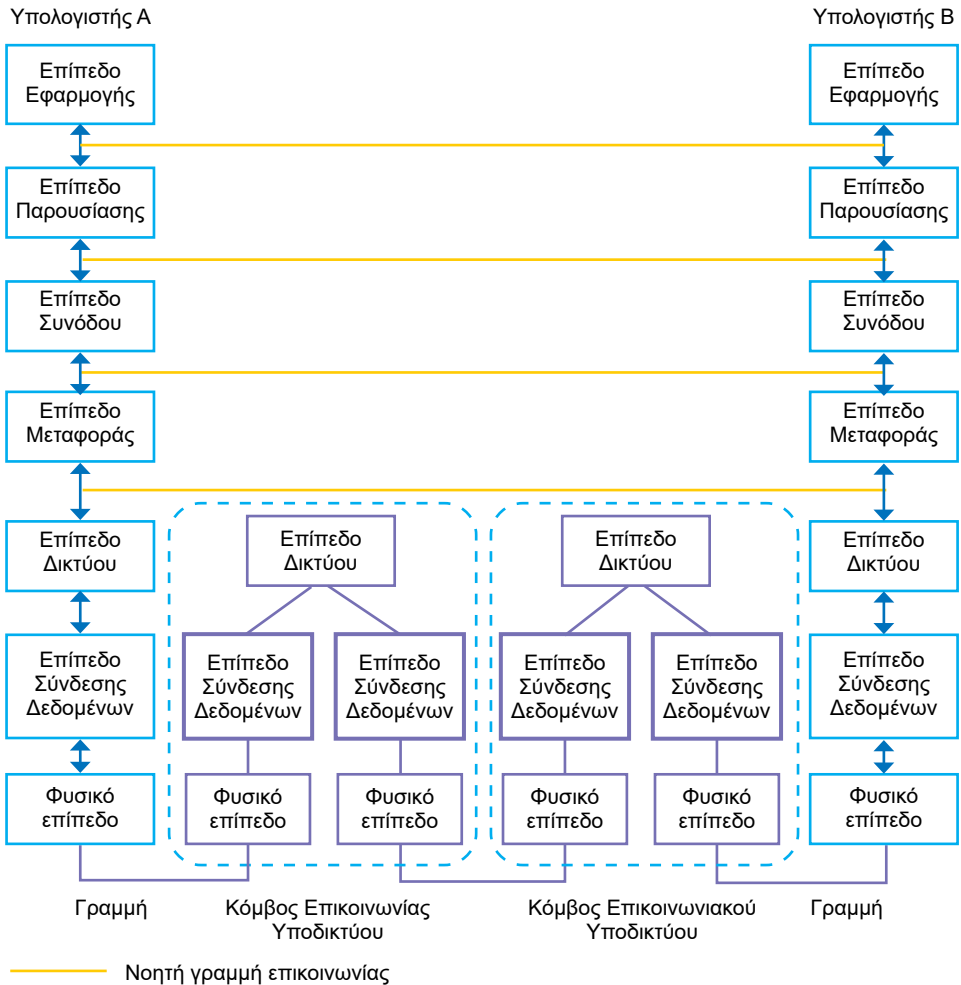 Υπολογιστής Α
Υπολογιστής Β
Επίπεδο
Εφαρμογής
Επίπεδο
Εφαρμογής
Επίπεδο
Παρουσίασης
Επίπεδο
Παρουσίασης
Επίπεδο
Συνόδου
Επίπεδο
Συνόδου
Επίπεδο
Μεταφοράς
Επίπεδο
Μεταφοράς
Επίπεδο
Δικτύου
Επίπεδο
Δικτύου
Επίπεδο
Δικτύου
Επίπεδο
Δικτύου
Επίπεδο
Σύνδεσης
Δεδομένων
Επίπεδο
Σύνδεσης
Δεδομένων
Επίπεδο
Σύνδεσης
Δεδομένων
Επίπεδο
Σύνδεσης
Δεδομένων
Επίπεδο
Σύνδεσης
Δεδομένων
Επίπεδο
Σύνδεσης
Δεδομένων
Φυσικό
επίπεδο
Φυσικό
επίπεδο
Φυσικό
επίπεδο
Φυσικό
επίπεδο
Φυσικό
επίπεδο
Φυσικό
επίπεδο
Γραμμή
Κόμβος Επικοινωνίας
Υποδικτύου
Κόμβος Επικοινωνιακού
Υποδικτύου
Γραμμή
Νοητή γραμμή επικοινωνίας